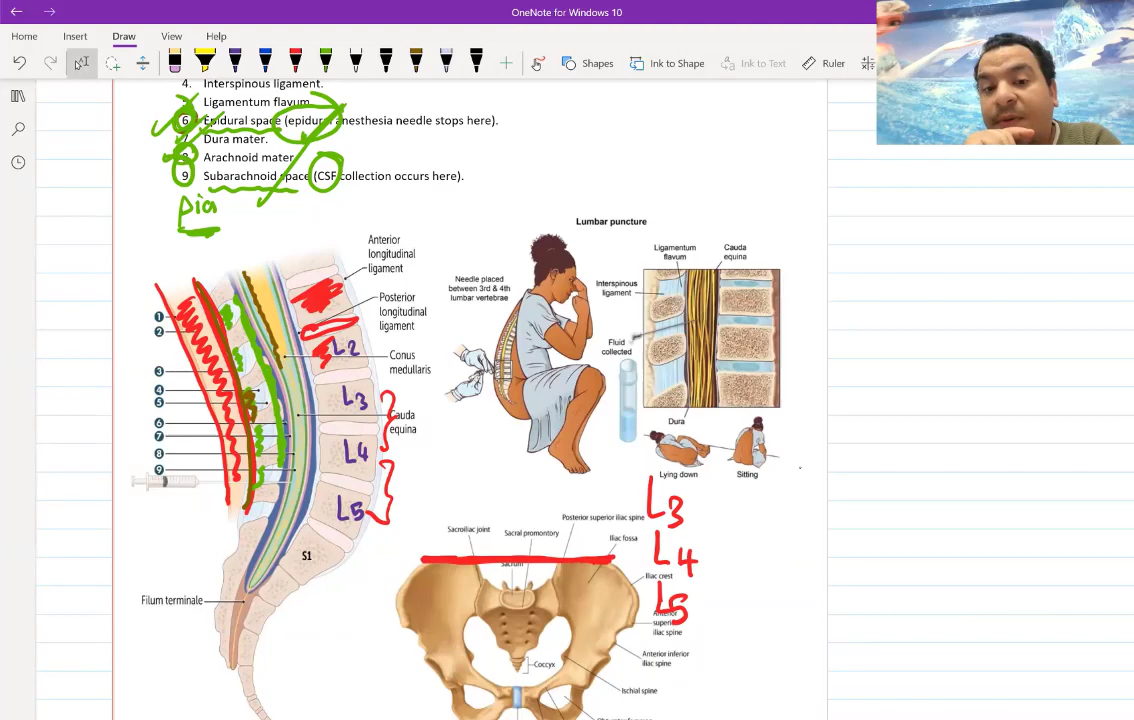 OneNote for Windows 10
Home Insert Draw View Help
Shapes Ink to Shape Ink to Text Ruler
4. Interspinous ligament.
5. Ligamentum flavum.
6. Epidural space (epidural anesthesia needle stops here).
7. Dura mater.
8. Arachnoid mater
9. Subarachnoid space (CSF collection occurs here).
pia
Anterior
longitudinal
ligament
Posterior
longitudinal
ligament
Conus
medullaris
Cauda
equina
1
2
3
4
5
6
7
8
9
L2
L3
L4
L5
S1
Filum terminale
Lumbar puncture
Needle placed
between 3rd & 4th
lumbar vertebrae
Ligamentum
flavum
Cauda
equina
Interspinous
ligament
Fluid
collected
Dura
Lying down
Sitting
L3
L4
L5
Sacroiliac joint
Sacral promontory
Posterior superior iliac spine
Iliac fossa
Sacrum
Iliac crest
Anterior
superior
iliac spine
Anterior inferior
iliac spine
Coccyx
Ischial spine